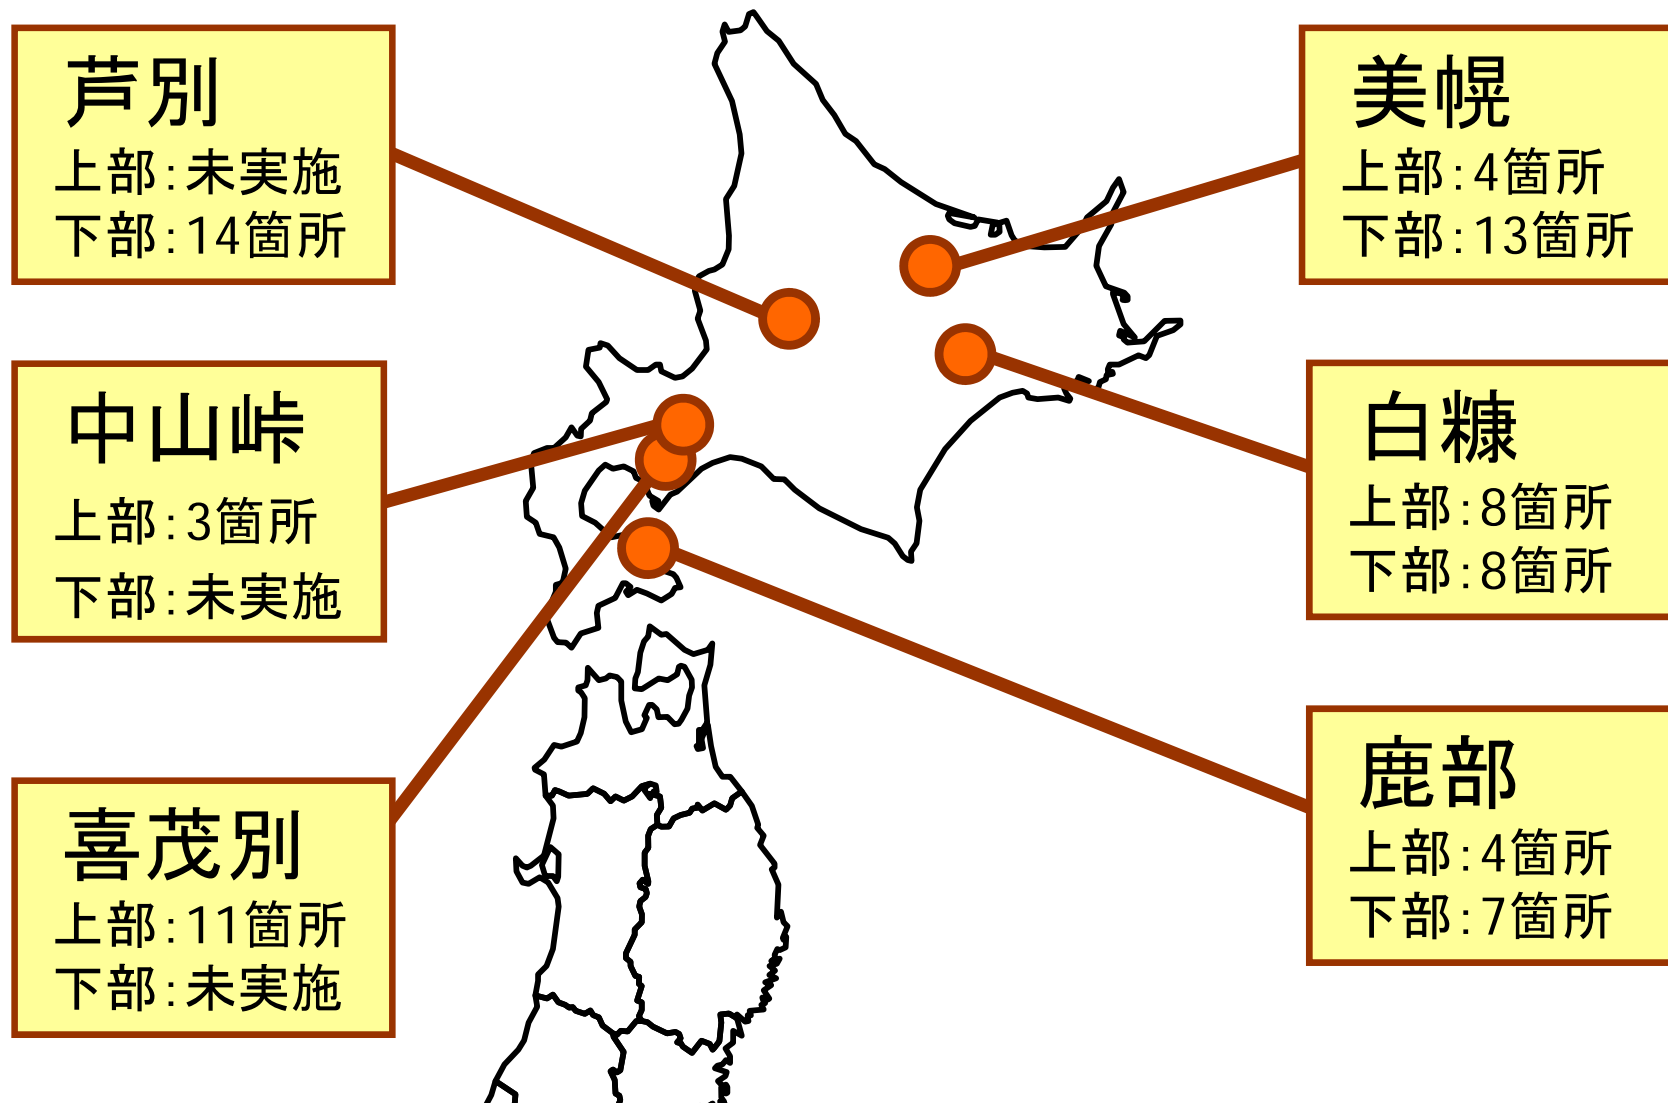 芦別
上部:未実施
下部:14箇所
中山峠
上部:3箇所
下部:未実施
喜茂別
上部:11箇所
下部:未実施
美幌
上部:4箇所
下部:13箇所
白糠
上部:8箇所
下部:8箇所
鹿部
上部:4箇所
下部:7箇所